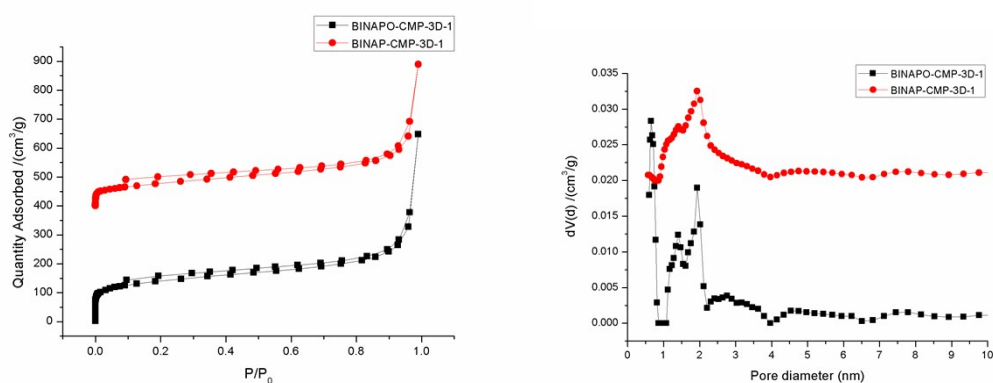 BINAPO-CMP-3D-1
BINAP-CMP-3D-1
900
800
700
600
500
400
300
200
100
0
Quantity Adsorbed /(cm³/g)
0.0 0.2 0.4 0.6 0.8 1.0
P/P₀
BINAPO-CMP-3D-1
BINAP-CMP-3D-1
0.035
0.030
0.025
0.020
0.015
0.010
0.005
0.000
dV(d) /(cm³/g)
0 1 2 3 4 5 6 7 8 9 10
Pore diameter (nm)